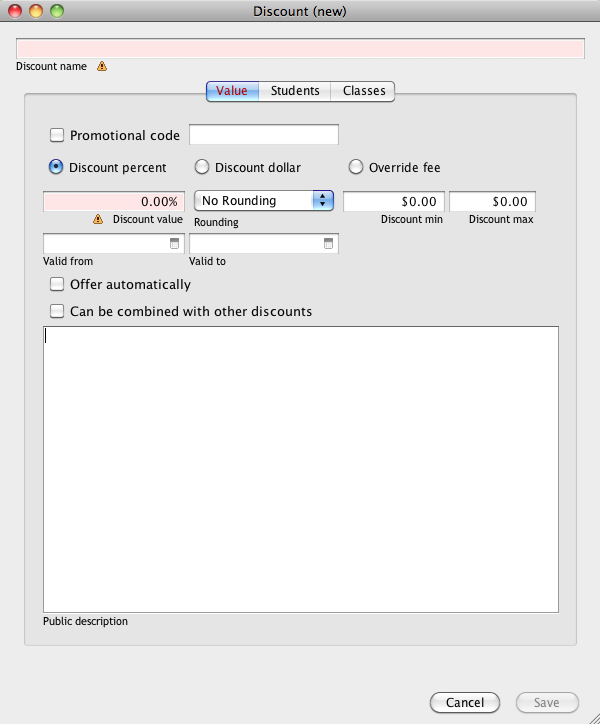 Discount (new)
Discount name
Value Students Classes
Promotional code
Discount percent Discount dollar Override fee
0.00% No Rounding $0.00 $0.00
Discount value Rounding Discount min Discount max
Valid from Valid to
Offer automatically
Can be combined with other discounts
Public description
Cancel Save